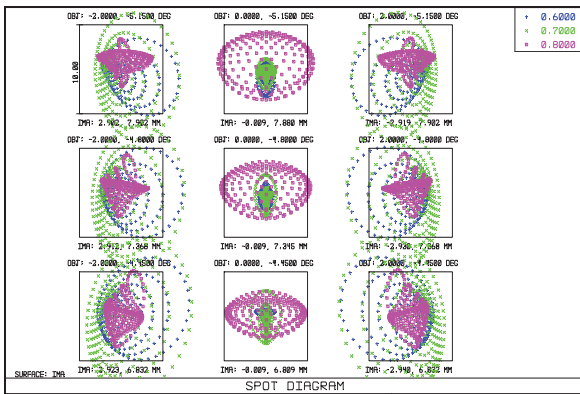 OBJ: -2.0000, -5.1500 DEG
OBJ: 0.0000, -5.1500 DEG
OBJ: 2.0000, -5.1500 DEG
+ 0.6000
× 0.7000
0.8000
10.00
IMA: 2.902, 7.902 MM
IMA: -0.009, 7.880 MM
IMA: -2.919, 7.902 MM
OBJ: -2.0000, -4.8000 DEG
OBJ: 0.0000, -4.8000 DEG
OBJ: 2.0000, -4.8000 DEG
IMA: 2.912, 7.368 MM
IMA: -0.009, 7.345 MM
IMA: -2.930, 7.368 MM
OBJ: -2.0000, -4.4500 DEG
OBJ: 0.0000, -4.4500 DEG
OBJ: 2.0000, -4.4500 DEG
IMA: 2.923, 6.832 MM
IMA: -0.009, 6.809 MM
IMA: -2.940, 6.832 MM
SURFACE: IMA
SPOT DIAGRAM